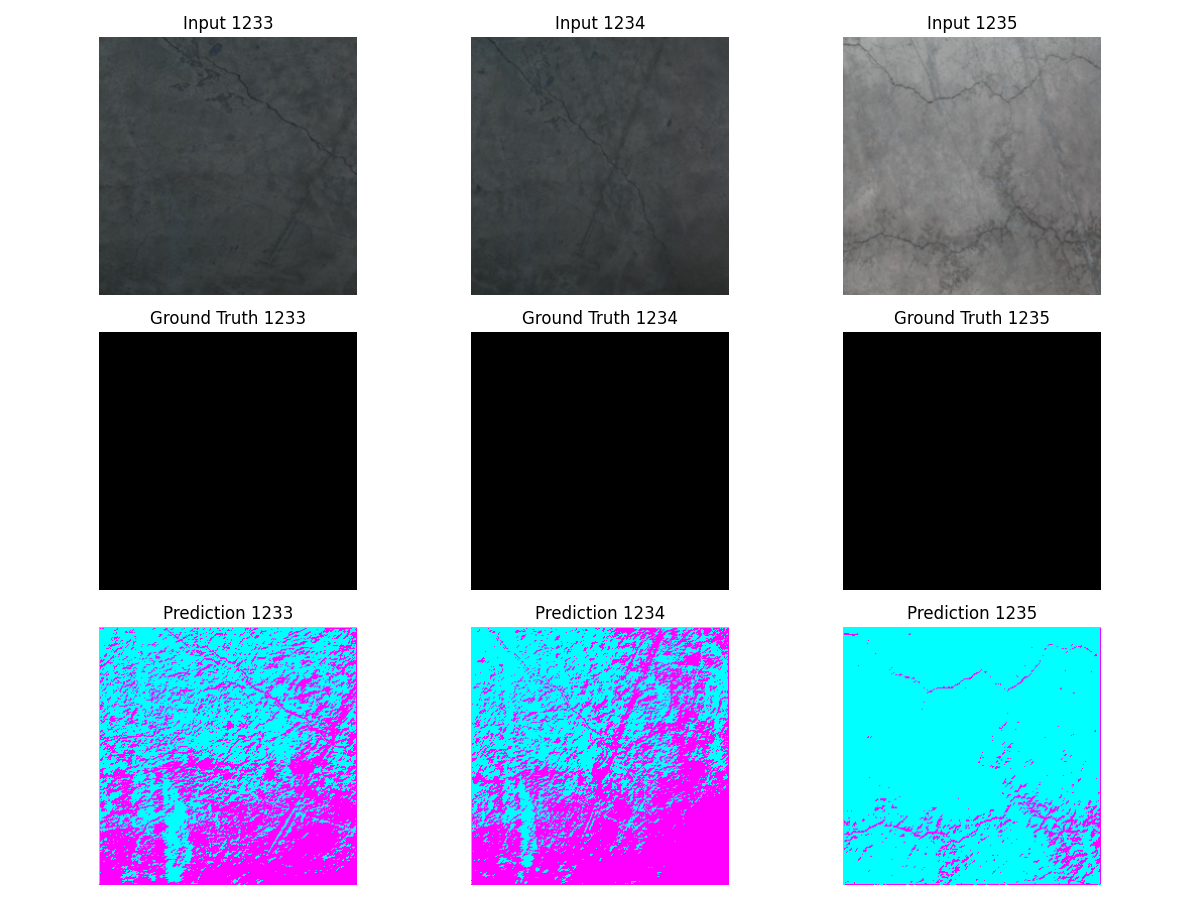 Input 1233
Input 1234
Input 1235
Ground Truth 1233
Ground Truth 1234
Ground Truth 1235
Prediction 1233
Prediction 1234
Prediction 1235